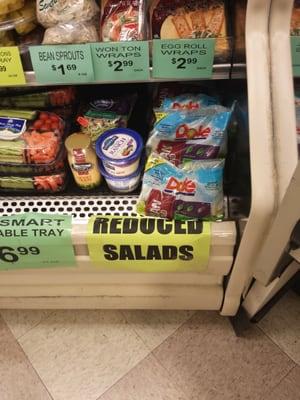 BEAN SPROUTS
$1 69
WON TON
WRAPS
$2 99
EGG ROLL
WRAPS
$2 99
Dole
Dole
RANCH
SMART
ABLE TRAY
6 99
REDUCED
SALADS